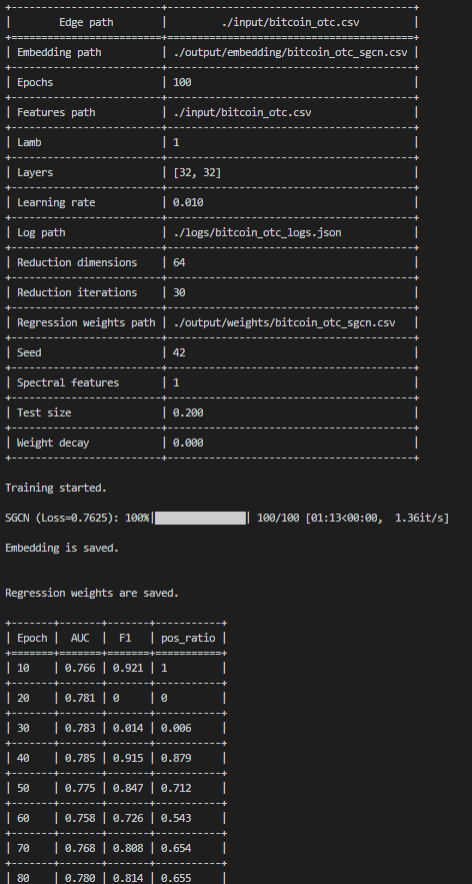 Edge path | ./input/bitcoin_otc.csv
Embedding path | ./output/embedding/bitcoin_otc_sgcn.csv
Epochs | 100
Features path | ./input/bitcoin_otc.csv
Lamb | 1
Layers | [32, 32]
Learning rate | 0.010
Log path | ./logs/bitcoin_otc_logs.json
Reduction dimensions | 64
Reduction iterations | 30
Regression weights path | ./output/weights/bitcoin_otc_sgcn.csv
Seed | 42
Spectral features | 1
Test size | 0.200
Weight decay | 0.000
Training started.
SGCN (Loss=0.7625): 100%| | 100/100 [01:13<00:00, 1.36it/s]
Embedding is saved.
Regression weights are saved.
Epoch | AUC | F1 | pos_ratio
10 | 0.766 | 0.921 | 1
20 | 0.781 | 0 | 0
30 | 0.783 | 0.014 | 0.006
40 | 0.785 | 0.915 | 0.879
50 | 0.775 | 0.847 | 0.712
60 | 0.758 | 0.726 | 0.543
70 | 0.768 | 0.808 | 0.654
80 | 0.780 | 0.814 | 0.655